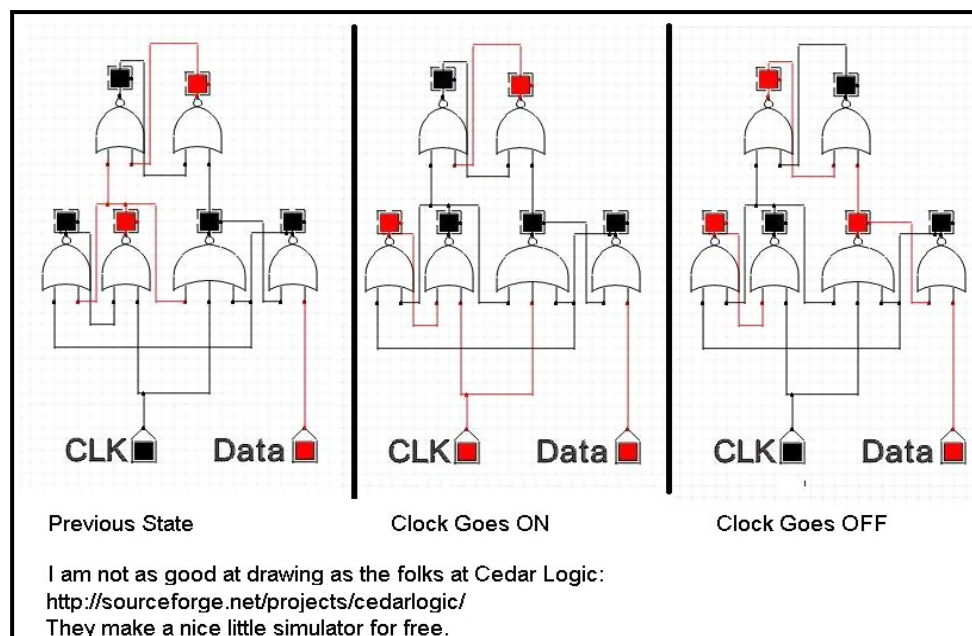 CLK Data
CLK Data
CLK Data
Previous State
Clock Goes ON
Clock Goes OFF
I am not as good at drawing as the folks at Cedar Logic:
http://sourceforge.net/projects/cedarlogic/
They make a nice little simulator for free.